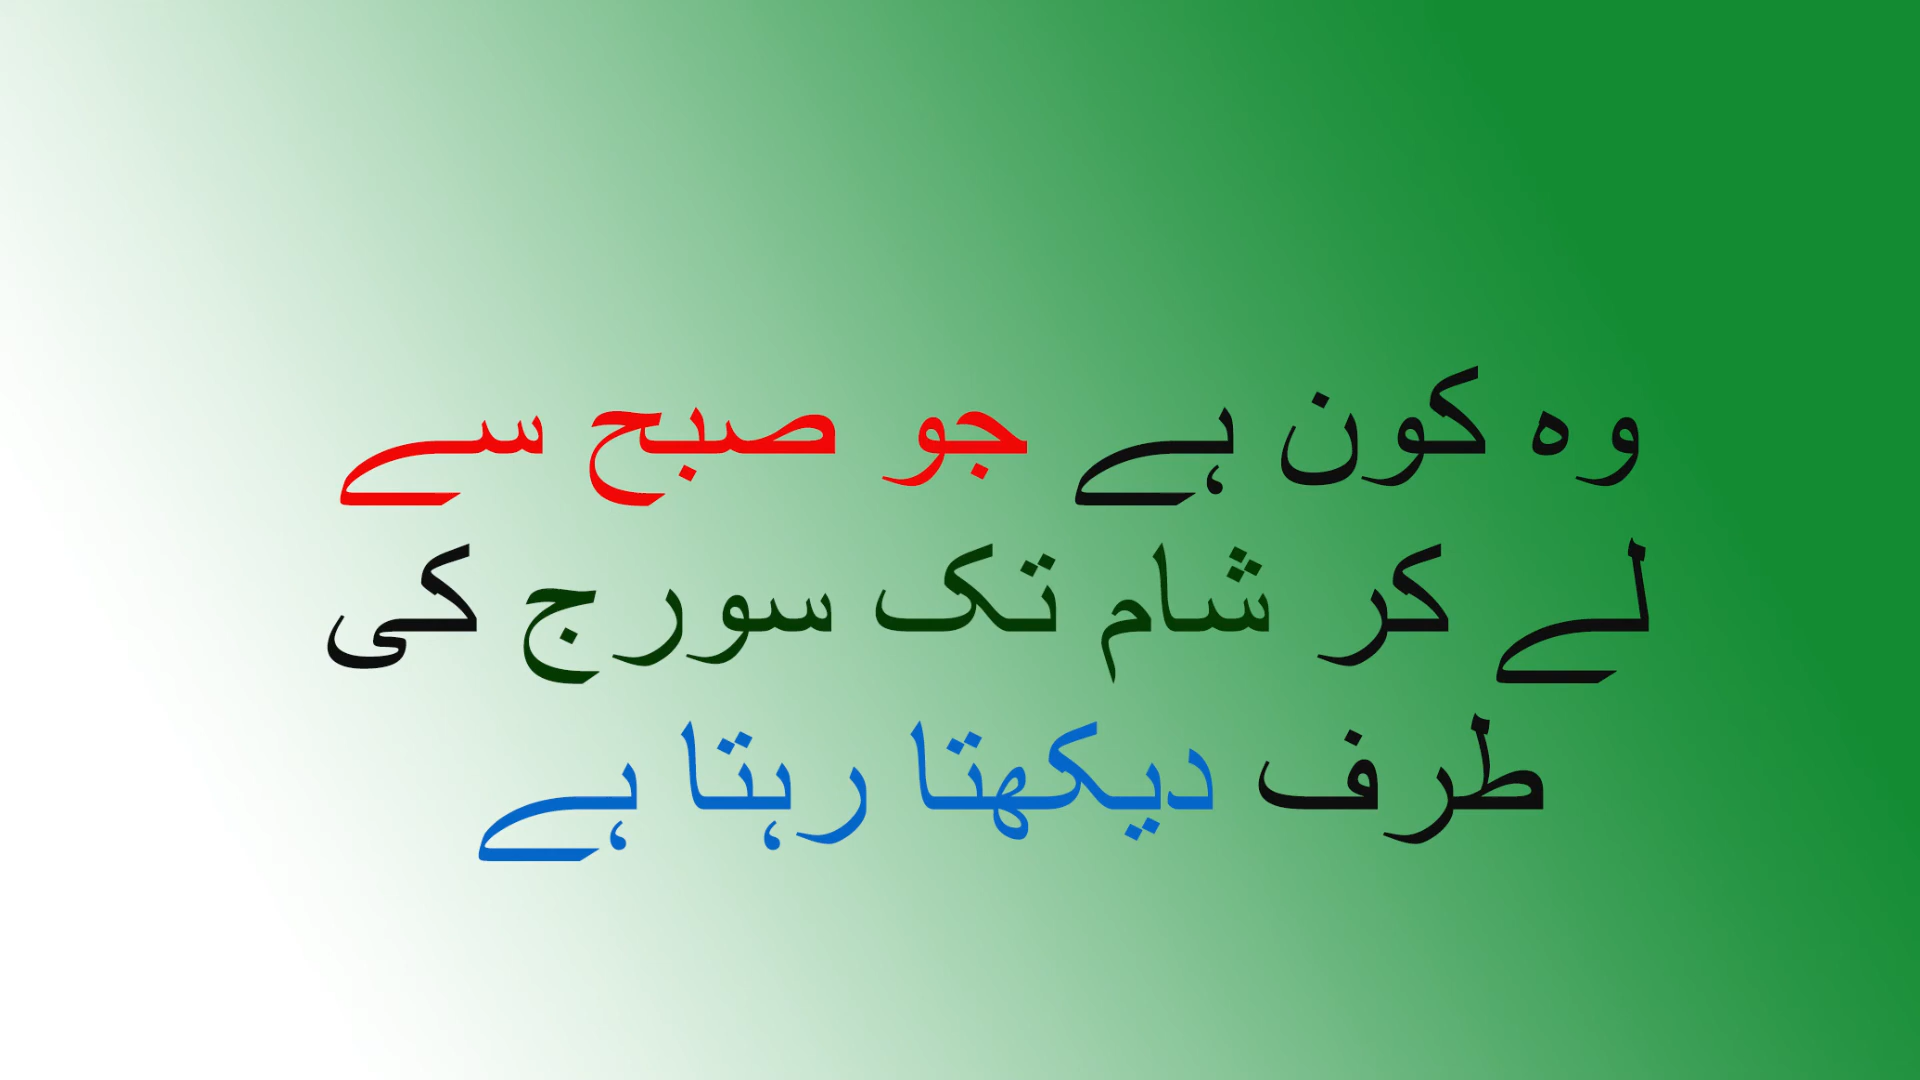 وہ کون ہے جو صبح سے
لے کر شام تک سورج کی
طرف دیکھتا رہتا ہے